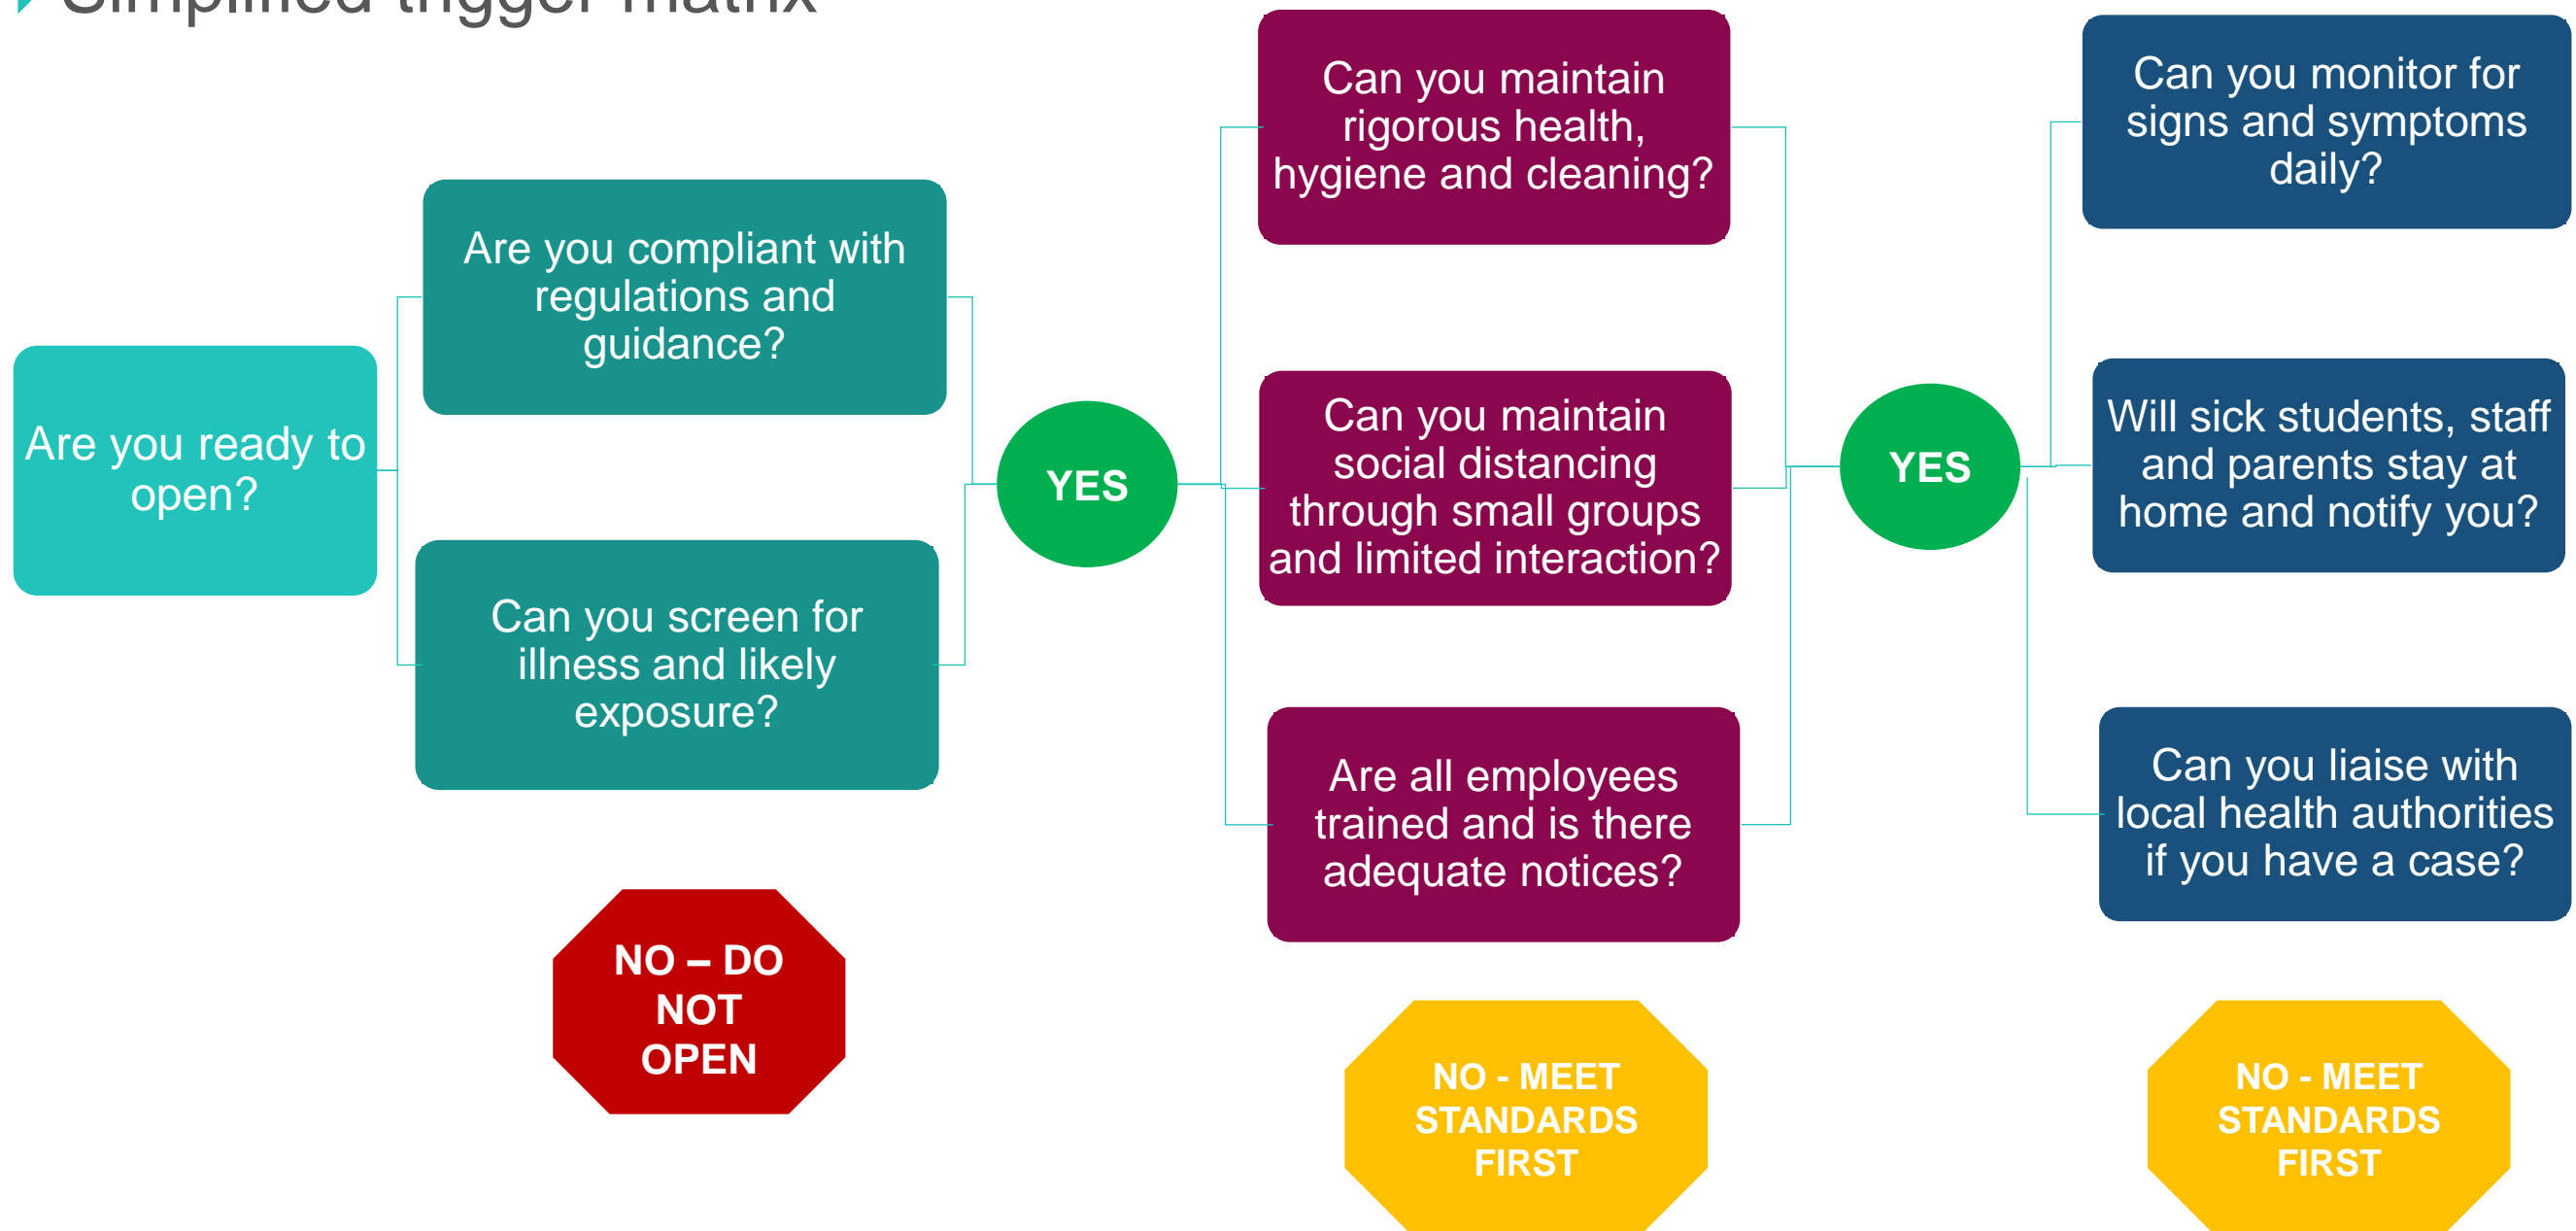 Simplified trigger matrix
Are you ready to
open?
Are you compliant with
regulations and
guidance?
Can you screen for
illness and likely
exposure?
NO – DO
NOT
OPEN
YES
Can you maintain
rigorous health,
hygiene and cleaning?
Can you maintain
social distancing
through small groups
and limited interaction?
Are all employees
trained and is there
adequate notices?
NO - MEET
STANDARDS
FIRST
YES
Can you monitor for
signs and symptoms
daily?
Will sick students, staff
and parents stay at
home and notify you?
Can you liaise with
local health authorities
if you have a case?
NO - MEET
STANDARDS
FIRST